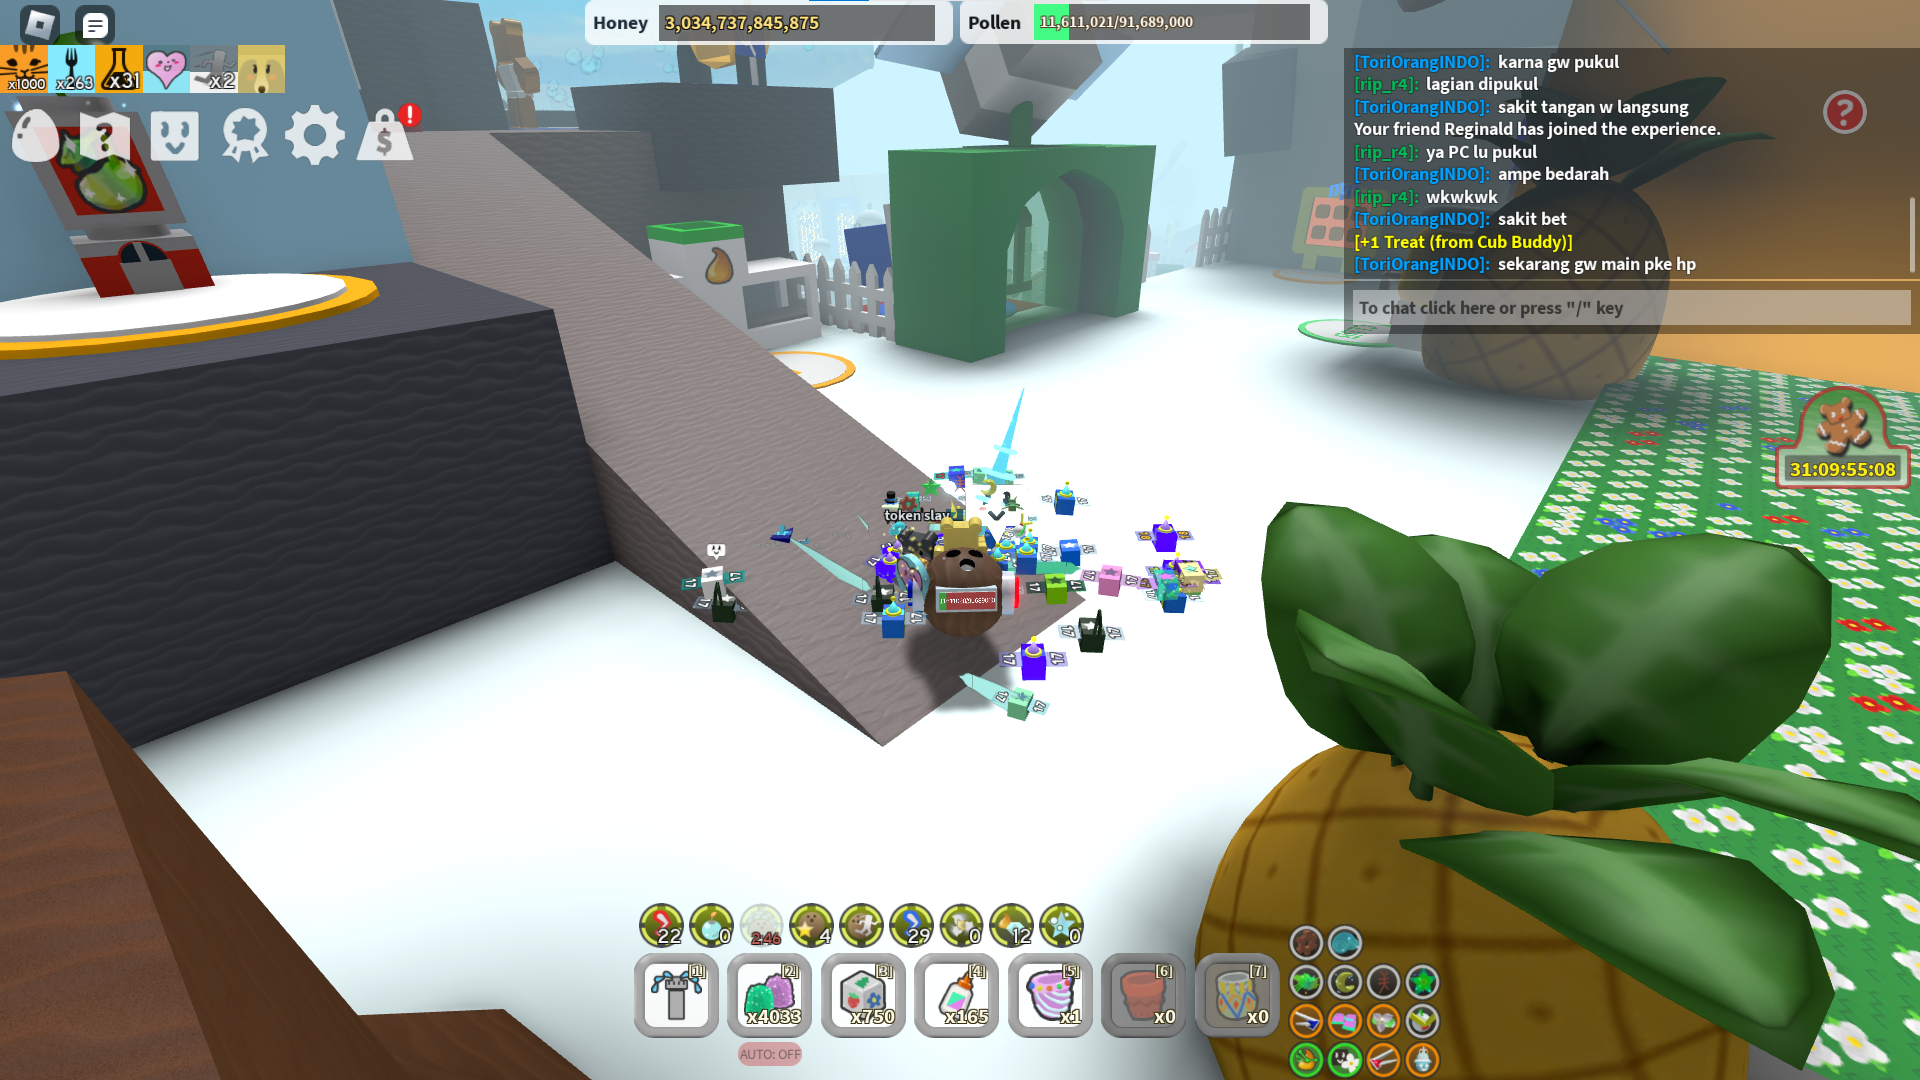 Honey 3,034,737,845,875
Pollen 11,611,021/91,689,000
x1000 x263 x31 x2
[ToriOrangINDO]: karna gw pukul
[rip_r4]: lagian dipukul
[ToriOrangINDO]: sakit tangan w langsung
Your friend Reginald has joined the experience.
[rip_r4]: ya PC lu pukul
[ToriOrangINDO]: ampe bedarah
[rip_r4]: wkwkwk
[ToriOrangINDO]: sakit bet
[+1 Treat (from Cub Buddy)]
[ToriOrangINDO]: sekarang gw main pke hp
To chat click here or press "/" key
31:09:55:08
token slay
22 0 2:46 4 29 0 12 0
[1] [2] [3] [4] [5] [6] [7]
x4033 x750 x165 x1 x0 x0
AUTO: OFF